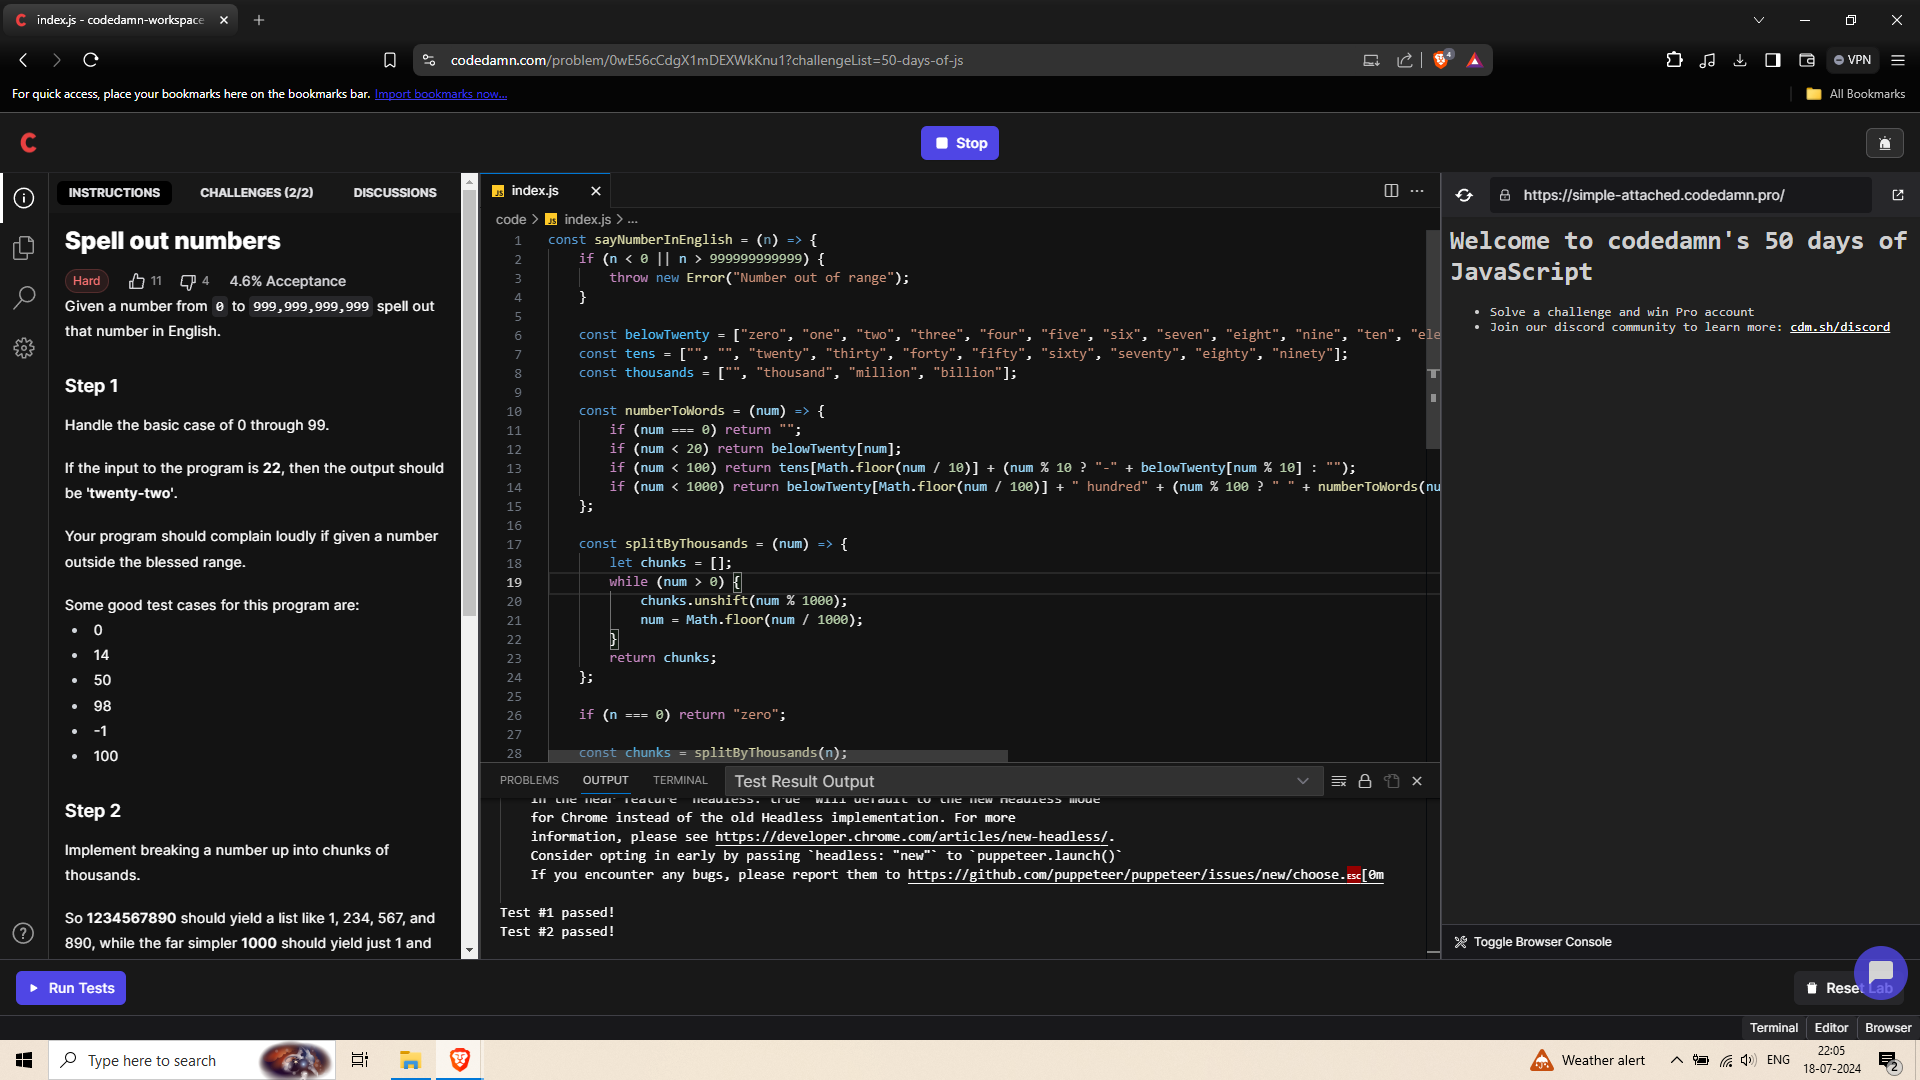 index.js - codedamn-workspace
codedamn.com/problem/0wE56cCdgX1mDEXWkKnu1?challengeList=50-days-of-js
4
VPN
For quick access, place your bookmarks here on the bookmarks bar. Import bookmarks now...
All Bookmarks
Stop
INSTRUCTIONS
CHALLENGES (2/2)
DISCUSSIONS
Spell out numbers
Hard
11
4
4.6% Acceptance
Given a number from 0 to 999,999,999,999 spell out
that number in English.
Step 1
Handle the basic case of 0 through 99.
If the input to the program is 22, then the output should
be 'twenty-two'.
Your program should complain loudly if given a number
outside the blessed range.
Some good test cases for this program are:
• 0
• 14
• 50
• 98
• -1
• 100
Step 2
Implement breaking a number up into chunks of
thousands.
So 1234567890 should yield a list like 1, 234, 567, and
890, while the far simpler 1000 should yield just 1 and
Run Tests
JS index.js
code > JS index.js > ...
1 const sayNumberInEnglish = (n) => {
2 if (n < 0 || n > 999999999999) {
3 throw new Error("Number out of range");
4 }
5
6 const belowTwenty = ["zero", "one", "two", "three", "four", "five", "six", "seven", "eight", "nine", "ten", "ele
7 const tens = ["", "", "twenty", "thirty", "forty", "fifty", "sixty", "seventy", "eighty", "ninety"];
8 const thousands = ["", "thousand", "million", "billion"];
9
10 const numberToWords = (num) => {
11 if (num === 0) return "";
12 if (num < 20) return belowTwenty[num];
13 if (num < 100) return tens[Math.floor(num / 10)] + (num % 10 ? "-" + belowTwenty[num % 10] : "");
14 if (num < 1000) return belowTwenty[Math.floor(num / 100)] + " hundred" + (num % 100 ? " " + numberToWords(nu
15 };
16
17 const splitByThousands = (num) => {
18 let chunks = [];
19 while (num > 0) {
20 chunks.unshift(num % 1000);
21 num = Math.floor(num / 1000);
22 }
23 return chunks;
24 };
25
26 if (n === 0) return "zero";
27
28 const chunks = splitByThousands(n);
PROBLEMS
OUTPUT
TERMINAL
Test Result Output
In the near feature `headless: true` will default to the new Headless mode
for Chrome instead of the old Headless implementation. For more
information, please see https://developer.chrome.com/articles/new-headless/.
Consider opting in early by passing `headless: "new"` to `puppeteer.launch()`
If you encounter any bugs, please report them to https://github.com/puppeteer/puppeteer/issues/new/choose.ESC[0m
Test #1 passed!
Test #2 passed!
https://simple-attached.codedamn.pro/
Welcome to codedamn's 50 days of
JavaScript
• Solve a challenge and win Pro account
• Join our discord community to learn more: cdm.sh/discord
Toggle Browser Console
Reset Lab
Terminal
Editor
Browser
Type here to search
Weather alert
ENG
22:05
18-07-2024
2